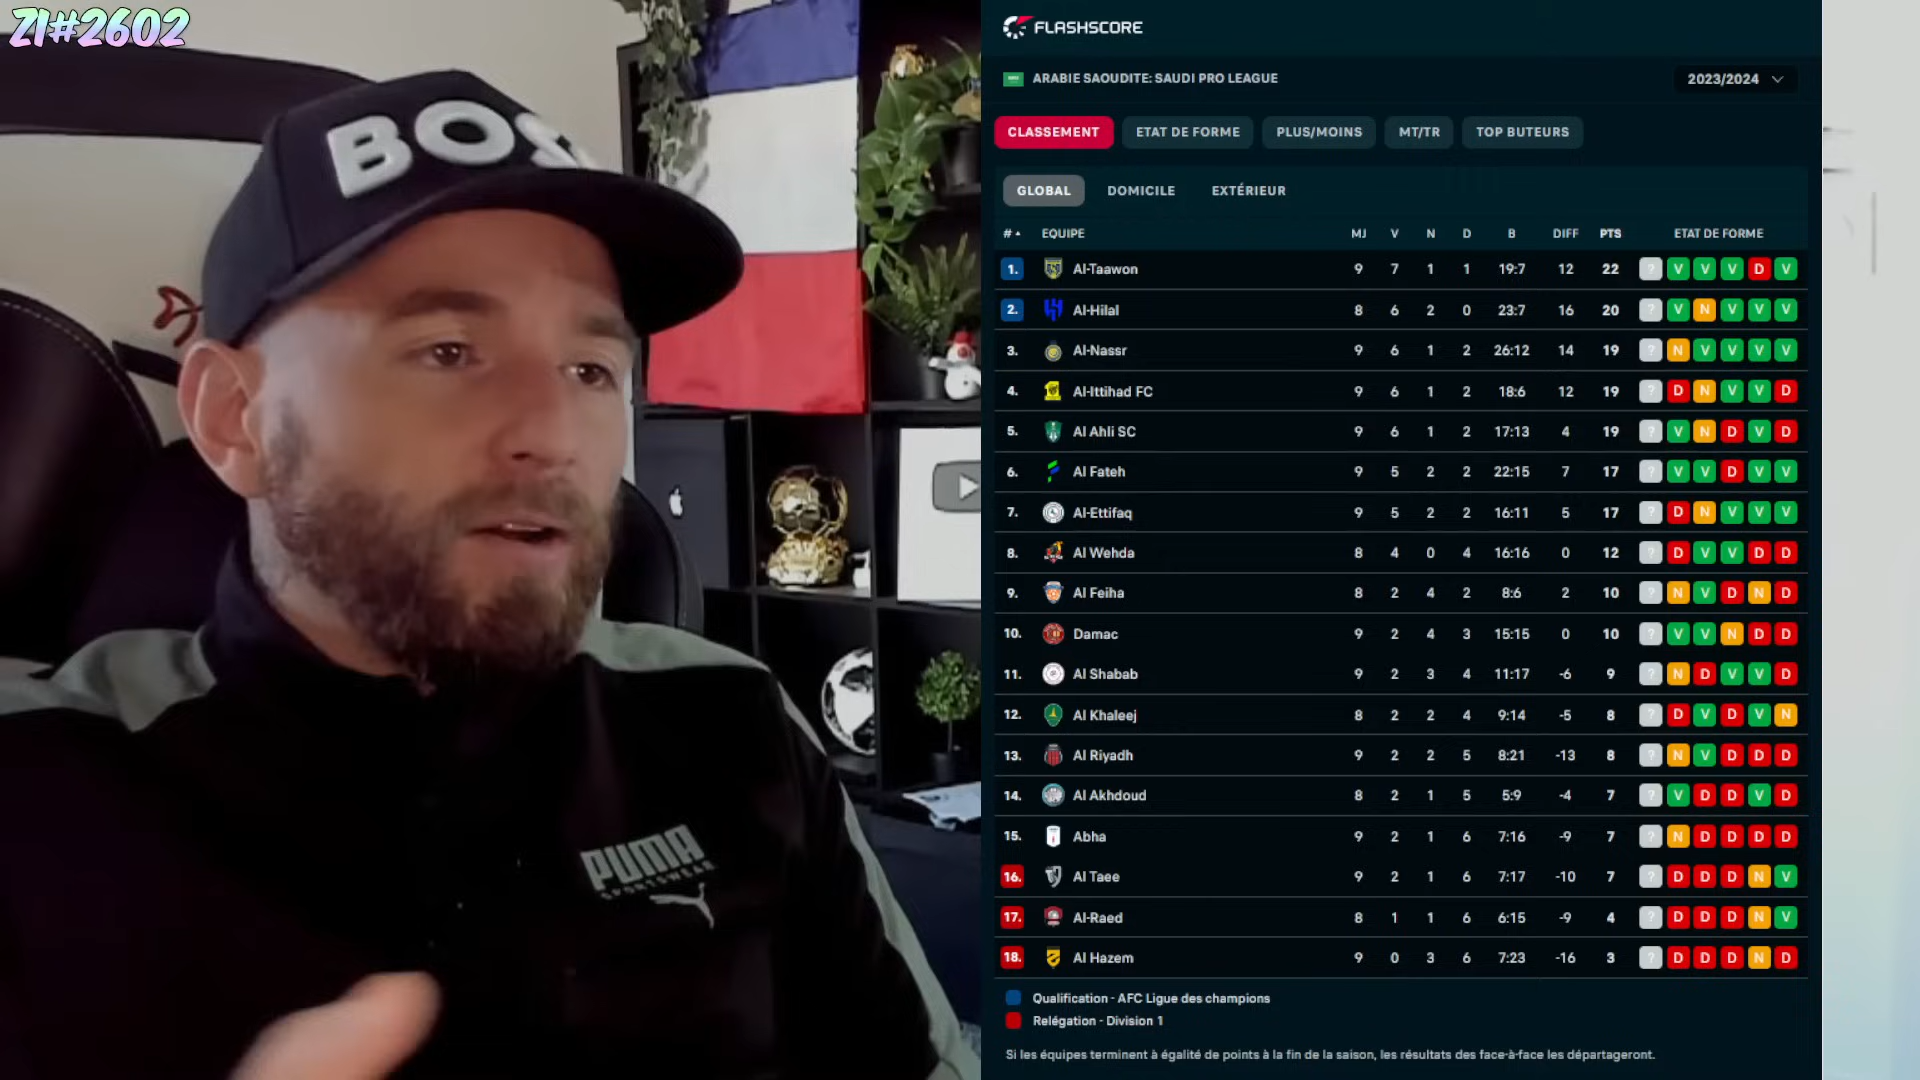 ZI#2602
BOSS
PUMA
SPORTSWEAR
FLASHSCORE
ARABIE SAOUDITE: SAUDI PRO LEAGUE 2023/2024
CLASSEMENT ETAT DE FORME PLUS/MOINS MT/TR TOP BUTEURS
GLOBAL DOMICILE EXTÉRIEUR
# EQUIPE MJ V N D B DIFF PTS ETAT DE FORME
1. Al-Taawon 9 7 1 1 19:7 12 22 ? V V V D V
2. Al-Hilal 8 6 2 0 23:7 16 20 ? V N V V V
3. Al-Nassr 9 6 1 2 26:12 14 19 ? N V V V V
4. Al-Ittihad FC 9 6 1 2 18:6 12 19 ? D N V V D
5. Al Ahli SC 9 6 1 2 17:13 4 19 ? V N D V D
6. Al Fateh 9 5 2 2 22:15 7 17 ? V V D V V
7. Al-Ettifaq 9 5 2 2 16:11 5 17 ? D N V V V
8. Al Wehda 8 4 0 4 16:16 0 12 ? D V V D D
9. Al Feiha 8 2 4 2 8:6 2 10 ? N V D N D
10. Damac 9 2 4 3 15:15 0 10 ? V V N D D
11. Al Shabab 9 2 3 4 11:17 -6 9 ? N D V V D
12. Al Khaleej 8 2 2 4 9:14 -5 8 ? D V D V N
13. Al Riyadh 9 2 2 5 8:21 -13 8 ? N V D D D
14. Al Akhdoud 8 2 1 5 5:9 -4 7 ? V D D V D
15. Abha 9 2 1 6 7:16 -9 7 ? N D D D D
16. Al Taee 9 2 1 6 7:17 -10 7 ? D D D N V
17. Al-Raed 8 1 1 6 6:15 -9 4 ? D D D N V
18. Al Hazem 9 0 3 6 7:23 -16 3 ? D D D N D
Qualification - AFC Ligue des champions
Relégation - Division 1
Si les équipes terminent à égalité de points à la fin de la saison, les résultats des face-à-face les départageront.